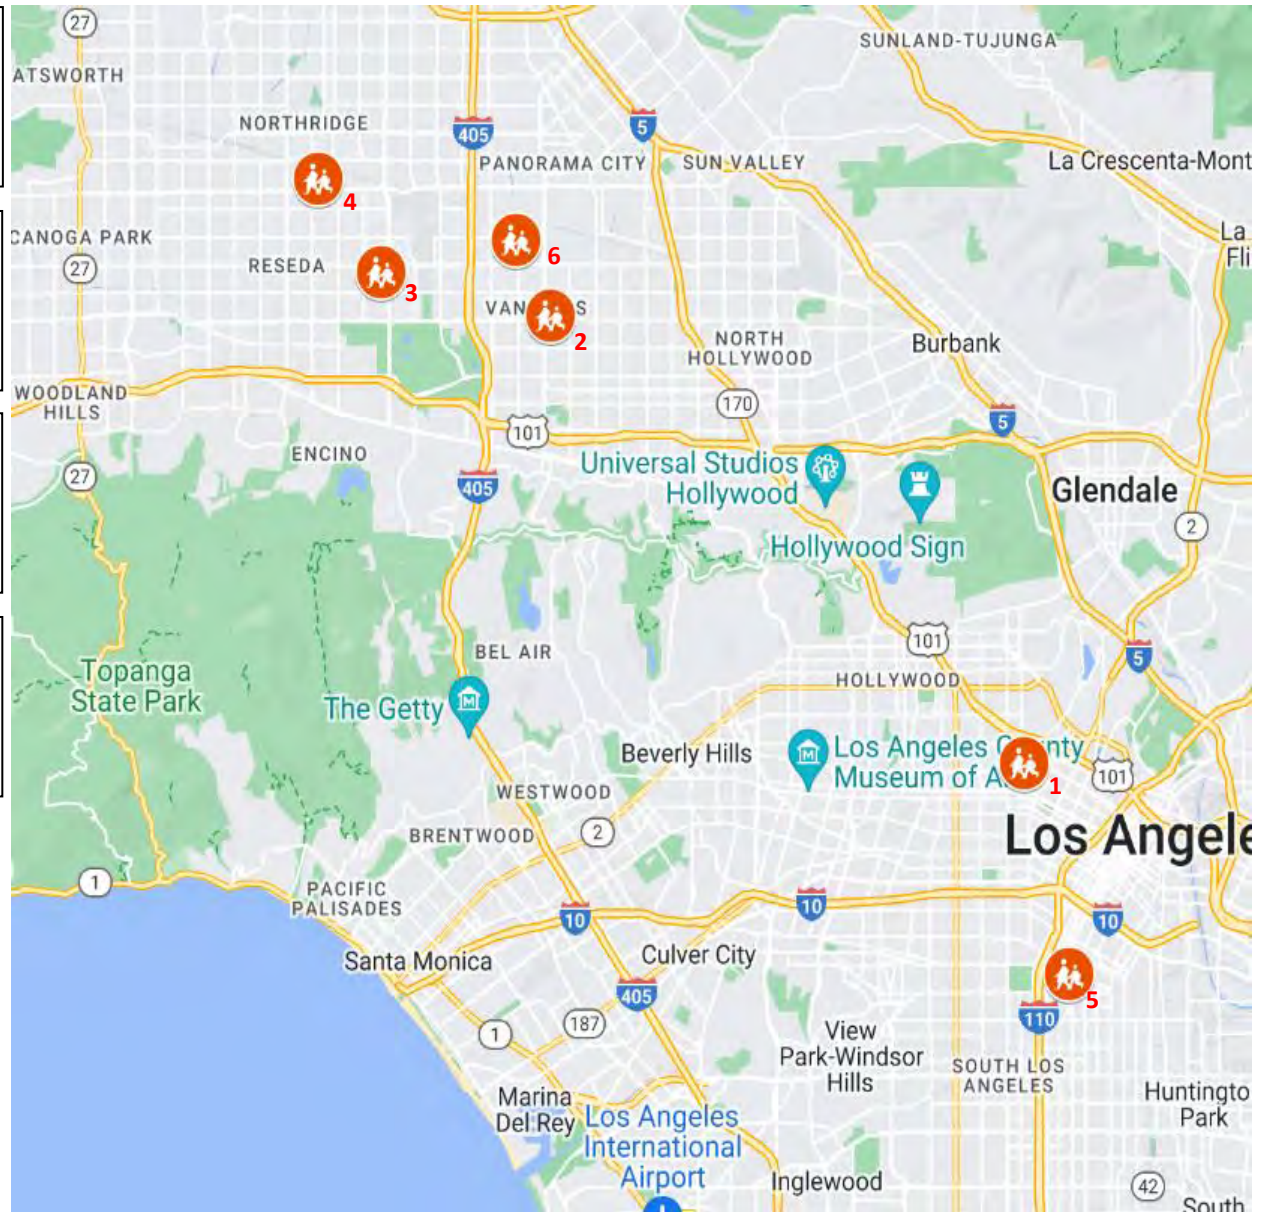 27
SUNLAND-TUJUNGA
ATSWORTH
NORTHRIDGE
405
5
PANORAMA CITY
SUN VALLEY
La Crescenta-Mont
4
CANOGA PARK
27
RESEDA
3
6
La
Fli
VAN
S
2
NORTH
HOLLYWOOD
Burbank
WOODLAND
HILLS
170
101
5
ENCINO
27
405
Universal Studios
Hollywood
Glendale
2
Hollywood Sign
101
BEL AIR
5
Topanga
State Park
HOLLYWOOD
The Getty
Beverly Hills
Los Angeles C nty
Museum of A
1
101
WESTWOOD
BRENTWOOD
2
Los Angele
1
PACIFIC
PALISADES
10
10
10
Santa Monica
Culver City
405
5
110
1
187
View
Park-Windsor
Hills
SOUTH LOS
ANGELES
Marina
Del Rey
Los Angeles
International
Airport
Huntingto
Park
Inglewood
42
South